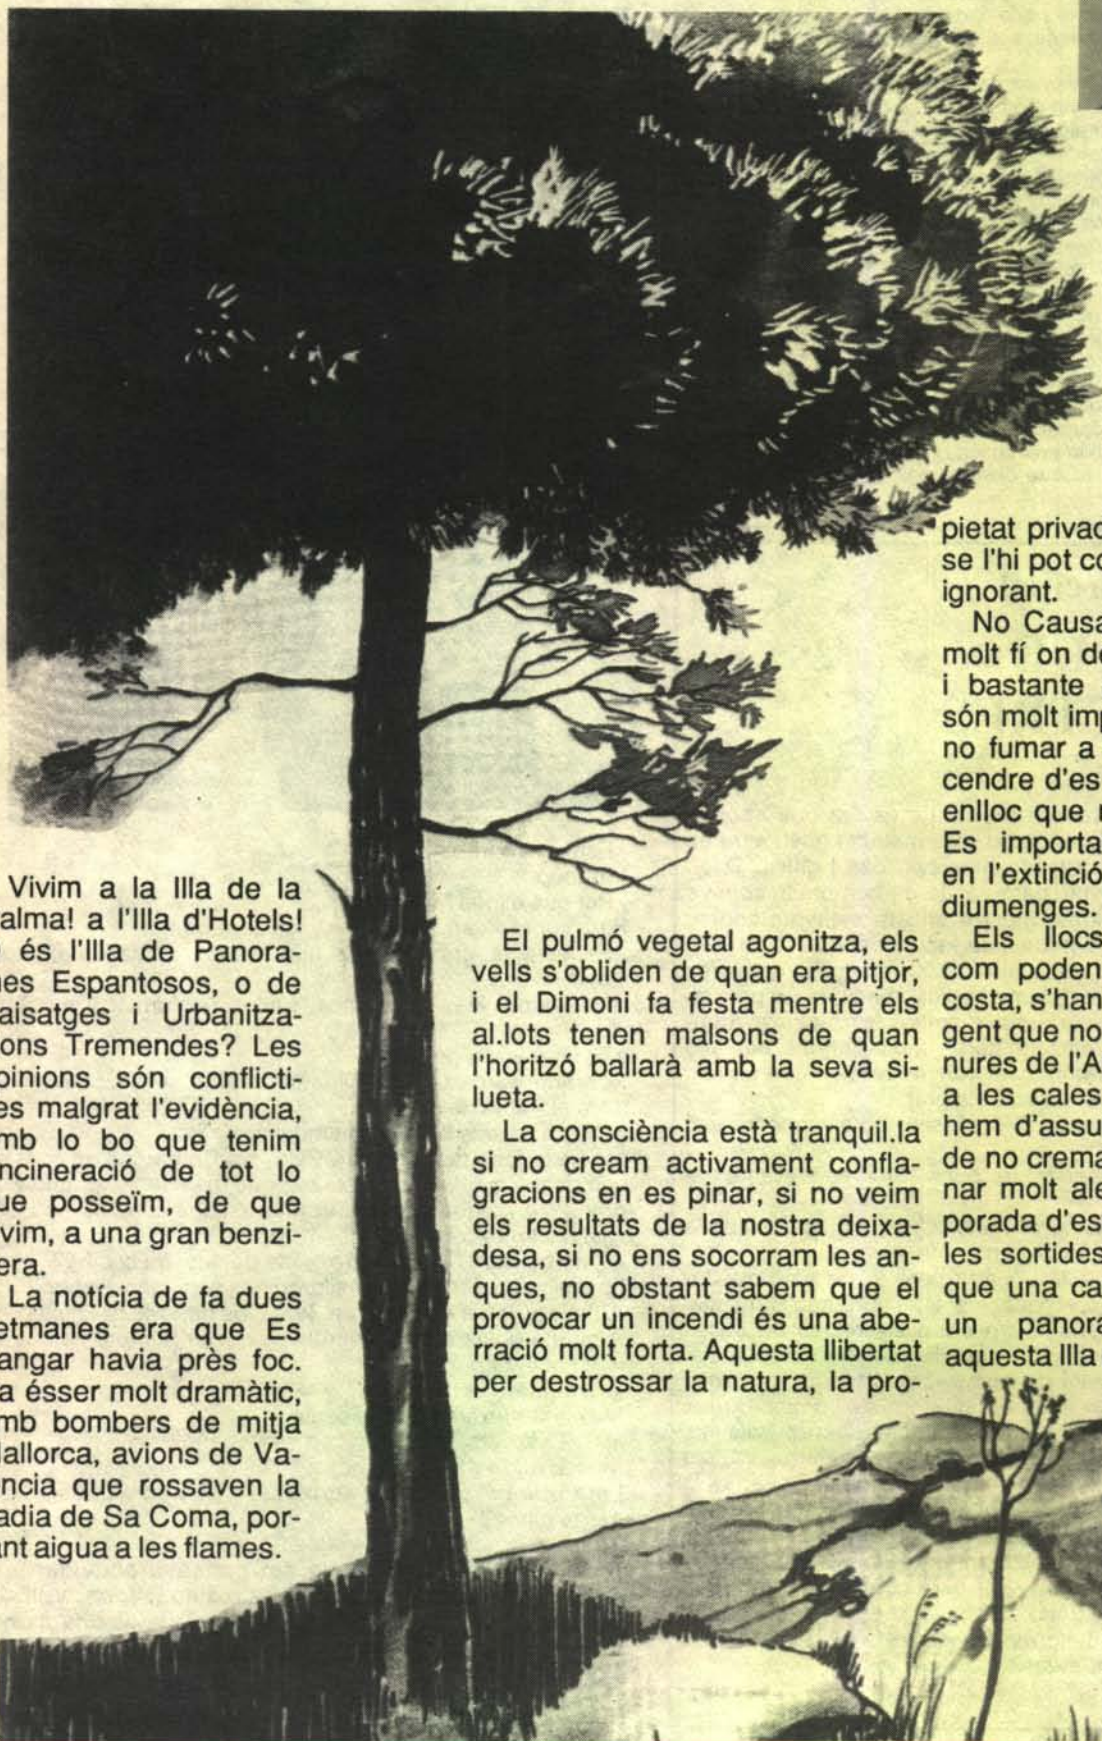 Vivim a la Illa de la
alma! a l'Illa d'Hotels!
és l'Illa de Panora-
es Espantosos, o de
aisatges i Urbanitza-
ons Tremendes? Les
pinions són conflicti-
es malgrat l'evidència,
mb lo bo que tenim
ncineració de tot lo
ue posseïm, de que
vim, a una gran benzi-
era.
La notícia de fa dues
etmanes era que Es
angar havia près foc.
a ésser molt dramàtic,
mb bombers de mitja
allorca, avions de Va-
ncia que rossaven la
adia de Sa Coma, por-
ant aigua a les flames.
El pulmó vegetal agonitza, els
vells s'obliden de quan era pitjor,
i el Dimoni fa festa mentre els
al.lots tenen malsons de quan
l'horitzó ballarà amb la seva si-
lueta.
La consciència està tranquil.la
si no cream activament confla-
gracions en es pinar, si no veim
els resultats de la nostra deixa-
desa, si no ens socorram les an-
ques, no obstant sabem que el
provocar un incendi és una abe-
rració molt forta. Aquesta llibertat
per destrossar la natura, la pro-
pietat privad
se l'hi pot co
ignorant.
No Causa
molt fí on de
i bastante
són molt imp
no fumar a
cendre d'es
enlloc que
Es importa
en l'extinció
diumenges.
Els llocs
com poden
costa, s'han
gent que no
nures de l'A
a les cales
hem d'assu
de no crema
nar molt ale
porada d'es
les sortides
que una ca
un panora
aquesta Illa